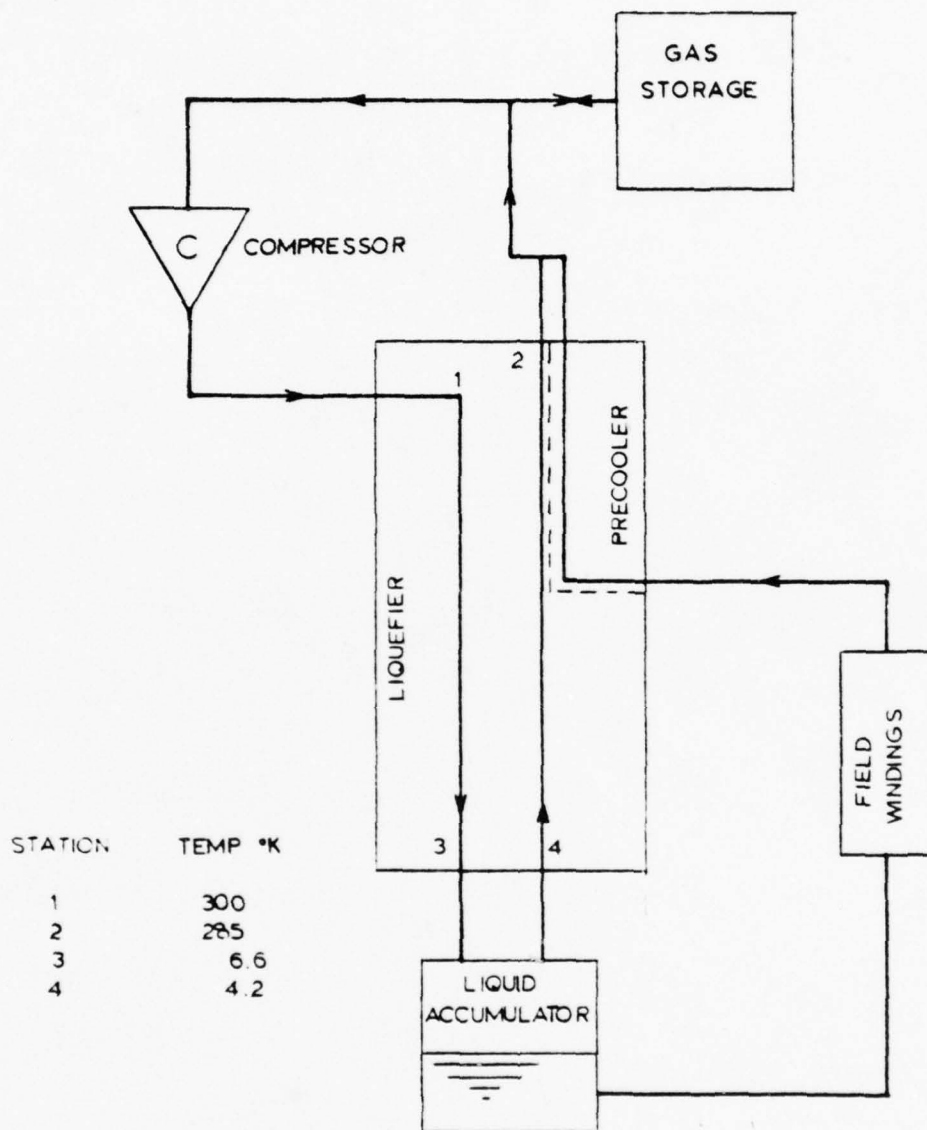 GAS
STORAGE
C COMPRESSOR
1
2
PRECOOLER
LIQUEFIER
FIELD
WINDINGS
3
4
STATION TEMP °K
1 300
2 285
3 6.6
4 4.2
LIQUID
ACCUMULATOR